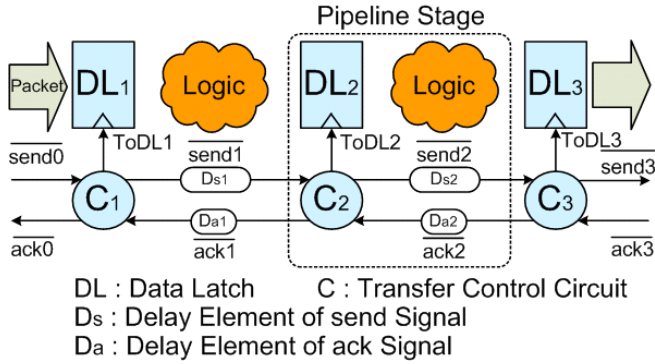 Pipeline Stage
Packet
DL1
Logic
DL2
Logic
DL3
ToDL1
ToDL2
ToDL3
send0
send1
send2
send3
C1
Ds1
C2
Ds2
C3
Da1
Da2
ack0
ack1
ack2
ack3
DL : Data Latch C : Transfer Control Circuit
Ds : Delay Element of send Signal
Da : Delay Element of ack Signal